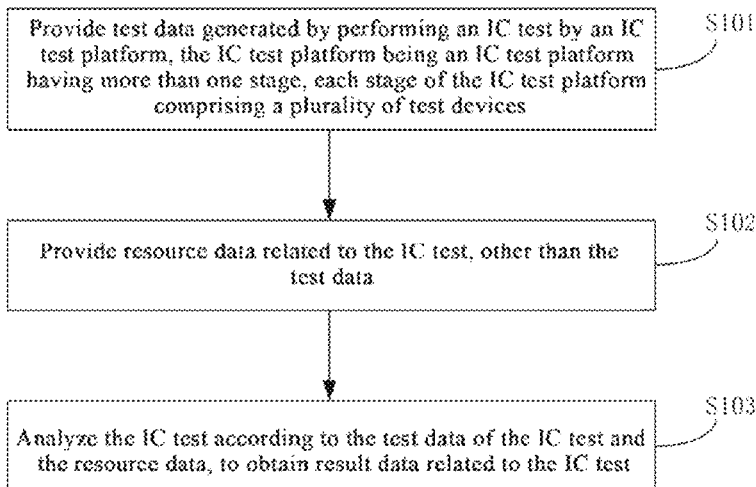 Provide test data generated by performing an IC test by an IC
test platform, the IC test platform being an IC test platform
having more than one stage, each stage of the IC test platform
comprising a plurality of test devices
S101
Provide resource data related to the IC test, other than the
test data
S102
Analyze the IC test according to the test data of the IC test and
the resource data, to obtain result data related to the IC test
S103